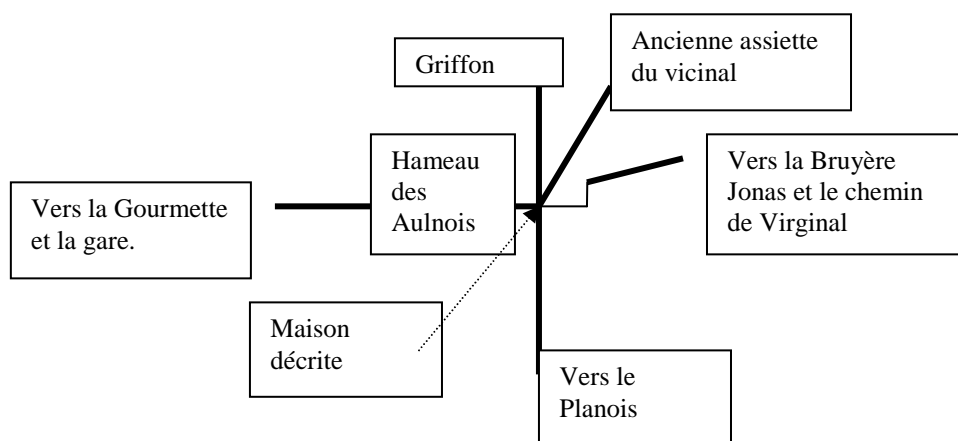 Griffon
Ancienne assiette
du vicinal
Hameau
des
Aulnois
Vers la Bruyère
Jonas et le chemin
de Virginal
Vers la Gourmette
et la gare.
Maison
décrite
Vers le
Planois